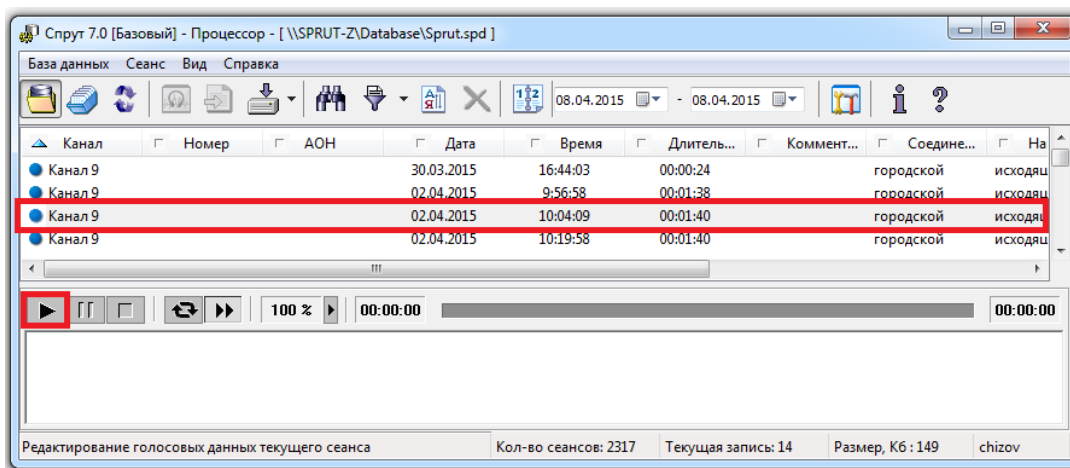 Спрут 7.0 [Базовый] - Процессор - [ \\SPRUT-Z\Database\Sprut.spd ]
База данных Сеанс Вид Справка
08.04.2015 - 08.04.2015
Канал Номер АОН Дата Время Длитель... Коммент... Соедине... На
Канал 9 30.03.2015 16:44:03 00:00:24 городской исходящ
Канал 9 02.04.2015 9:56:58 00:01:38 городской исходящ
Канал 9 02.04.2015 10:04:09 00:01:40 городской исходящ
Канал 9 02.04.2015 10:19:58 00:01:40 городской исходящ
100 % 00:00:00 00:00:00
Редактирование голосовых данных текущего сеанса Кол-во сеансов: 2317 Текущая запись: 14 Размер, Кб : 149 chizov